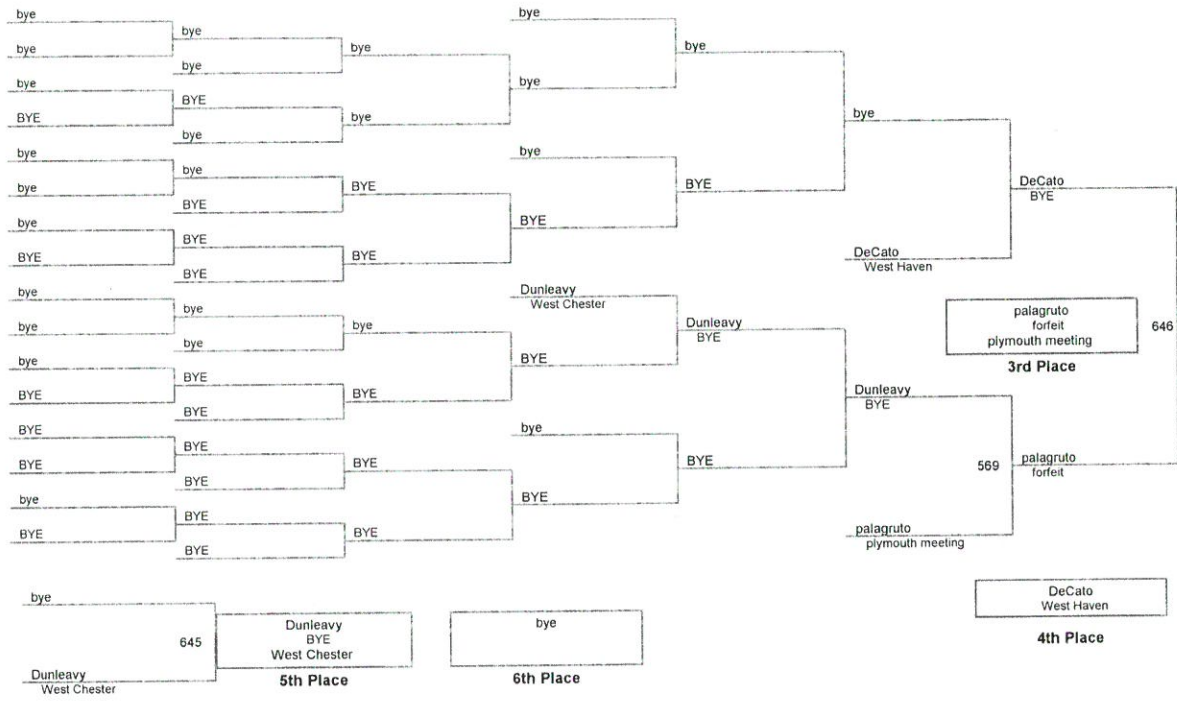 bye
bye
bye
BYE
bye
bye
bye
BYE
bye
bye
bye
BYE
BYE
BYE
bye
BYE
bye
bye
BYE
bye
bye
BYE
BYE
BYE
bye
bye
BYE
BYE
BYE
BYE
BYE
BYE
bye
bye
BYE
BYE
bye
BYE
BYE
BYE
bye
bye
bye
BYE
Dunleavy
West Chester
BYE
bye
BYE
bye
BYE
Dunleavy
BYE
BYE
bye
DeCato
West Haven
Dunleavy
BYE
palagruto
plymouth meeting
DeCato
BYE
569
palagruto
forfeit
palagruto
forfeit
plymouth meeting
646
3rd Place
DeCato
West Haven
4th Place
bye
645
Dunleavy
West Chester
Dunleavy
BYE
West Chester
5th Place
bye
6th Place